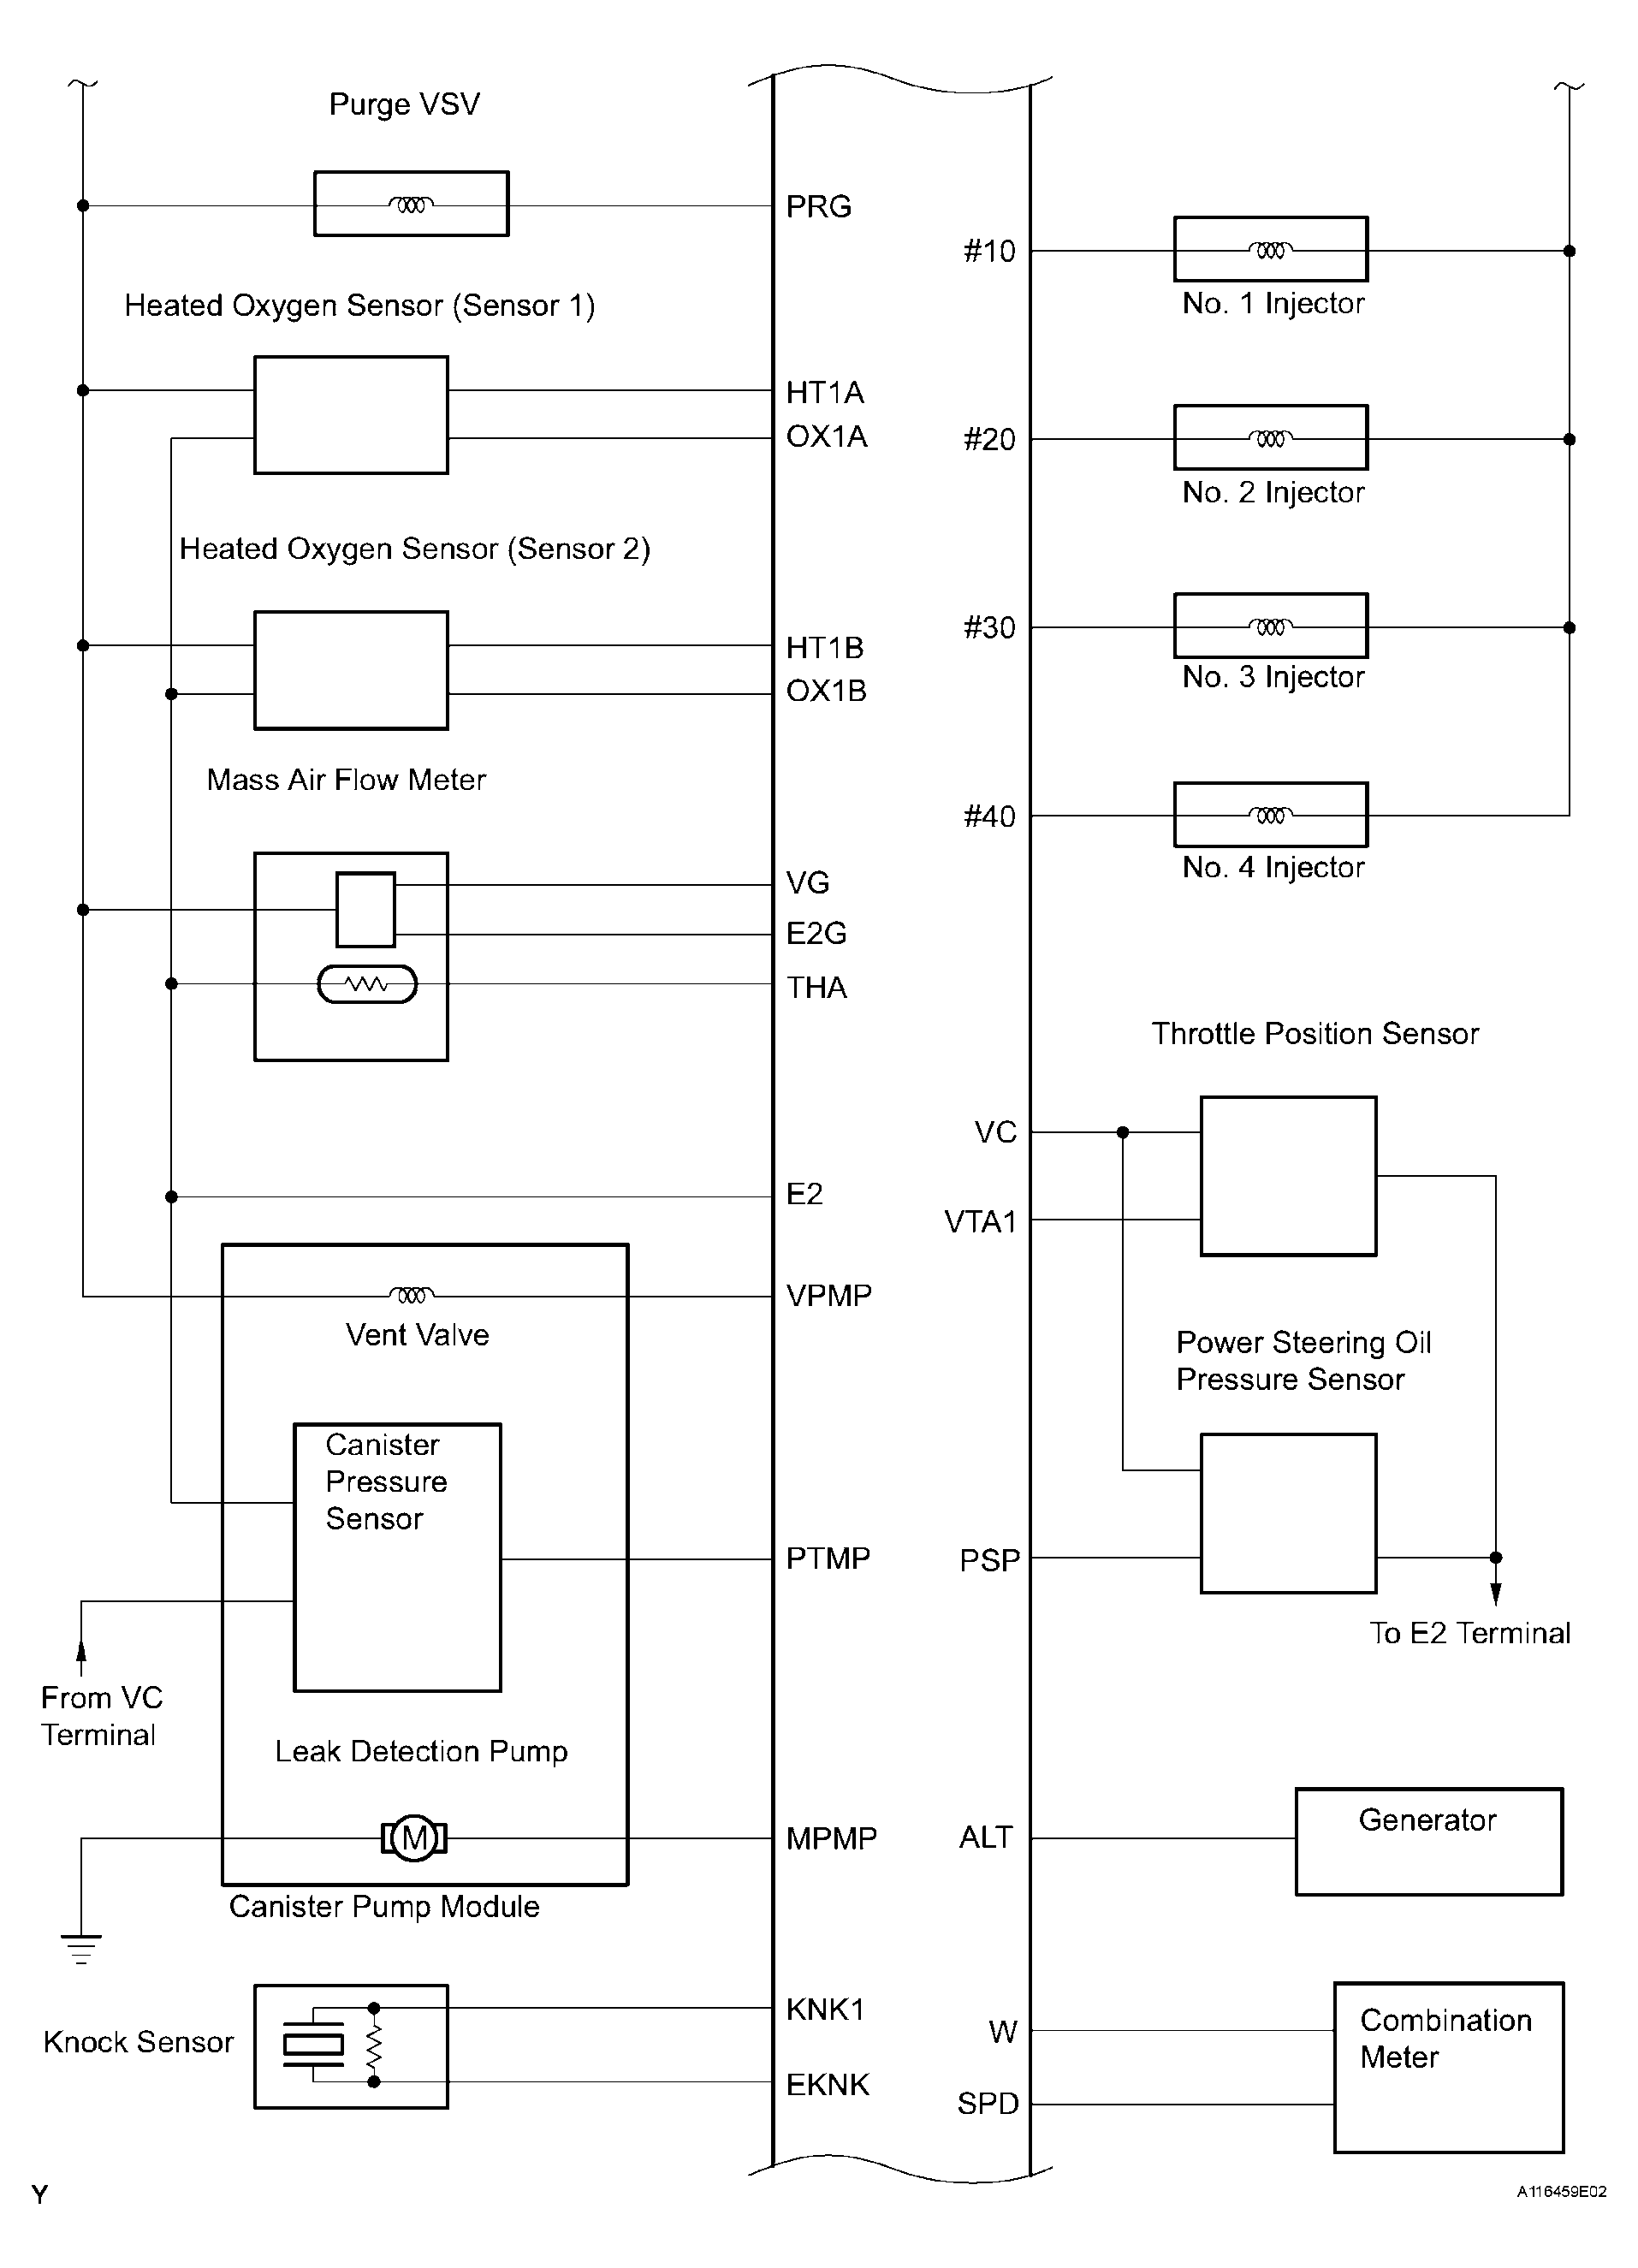 Purge VSV
PRG
#10
No. 1 Injector
Heated Oxygen Sensor (Sensor 1)
HT1A
OX1A
#20
No. 2 Injector
Heated Oxygen Sensor (Sensor 2)
HT1B
OX1B
#30
No. 3 Injector
Mass Air Flow Meter
#40
No. 4 Injector
VG
E2G
THA
Throttle Position Sensor
VC
E2
VTA1
VPMP
Vent Valve
Power Steering Oil
Pressure Sensor
Canister
Pressure
Sensor
PTMP
PSP
To E2 Terminal
From VC
Terminal
Leak Detection Pump
Generator
MPMP
ALT
Canister Pump Module
KNK1
W
Combination
Meter
Knock Sensor
EKNK
SPD
Y
A116459E02